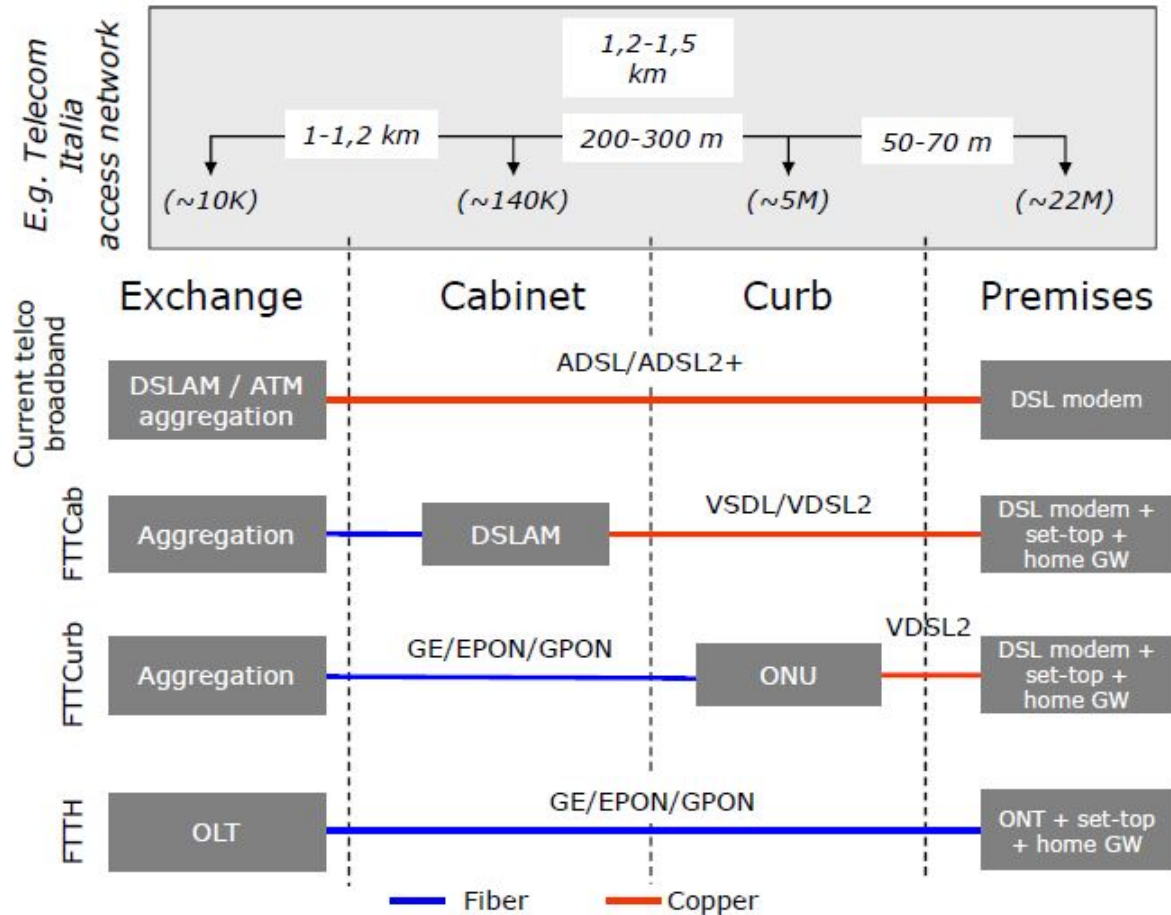 E.g. Telecom
Italia
access network
1,2-1,5
km
1-1,2 km
200-300 m
50-70 m
(~10K)
(~140K)
(~5M)
(~22M)
Exchange
Cabinet
Curb
Premises
Current telco
broadband
DSLAM / ATM
aggregation
ADSL/ADSL2+
DSL modem
FTTCab
Aggregation
DSLAM
VSDL/VDSL2
DSL modem +
set-top +
home GW
FTTCurb
Aggregation
GE/EPON/GPON
ONU
VDSL2
DSL modem +
set-top +
home GW
FTTH
OLT
GE/EPON/GPON
ONT + set-top
+ home GW
Fiber
Copper